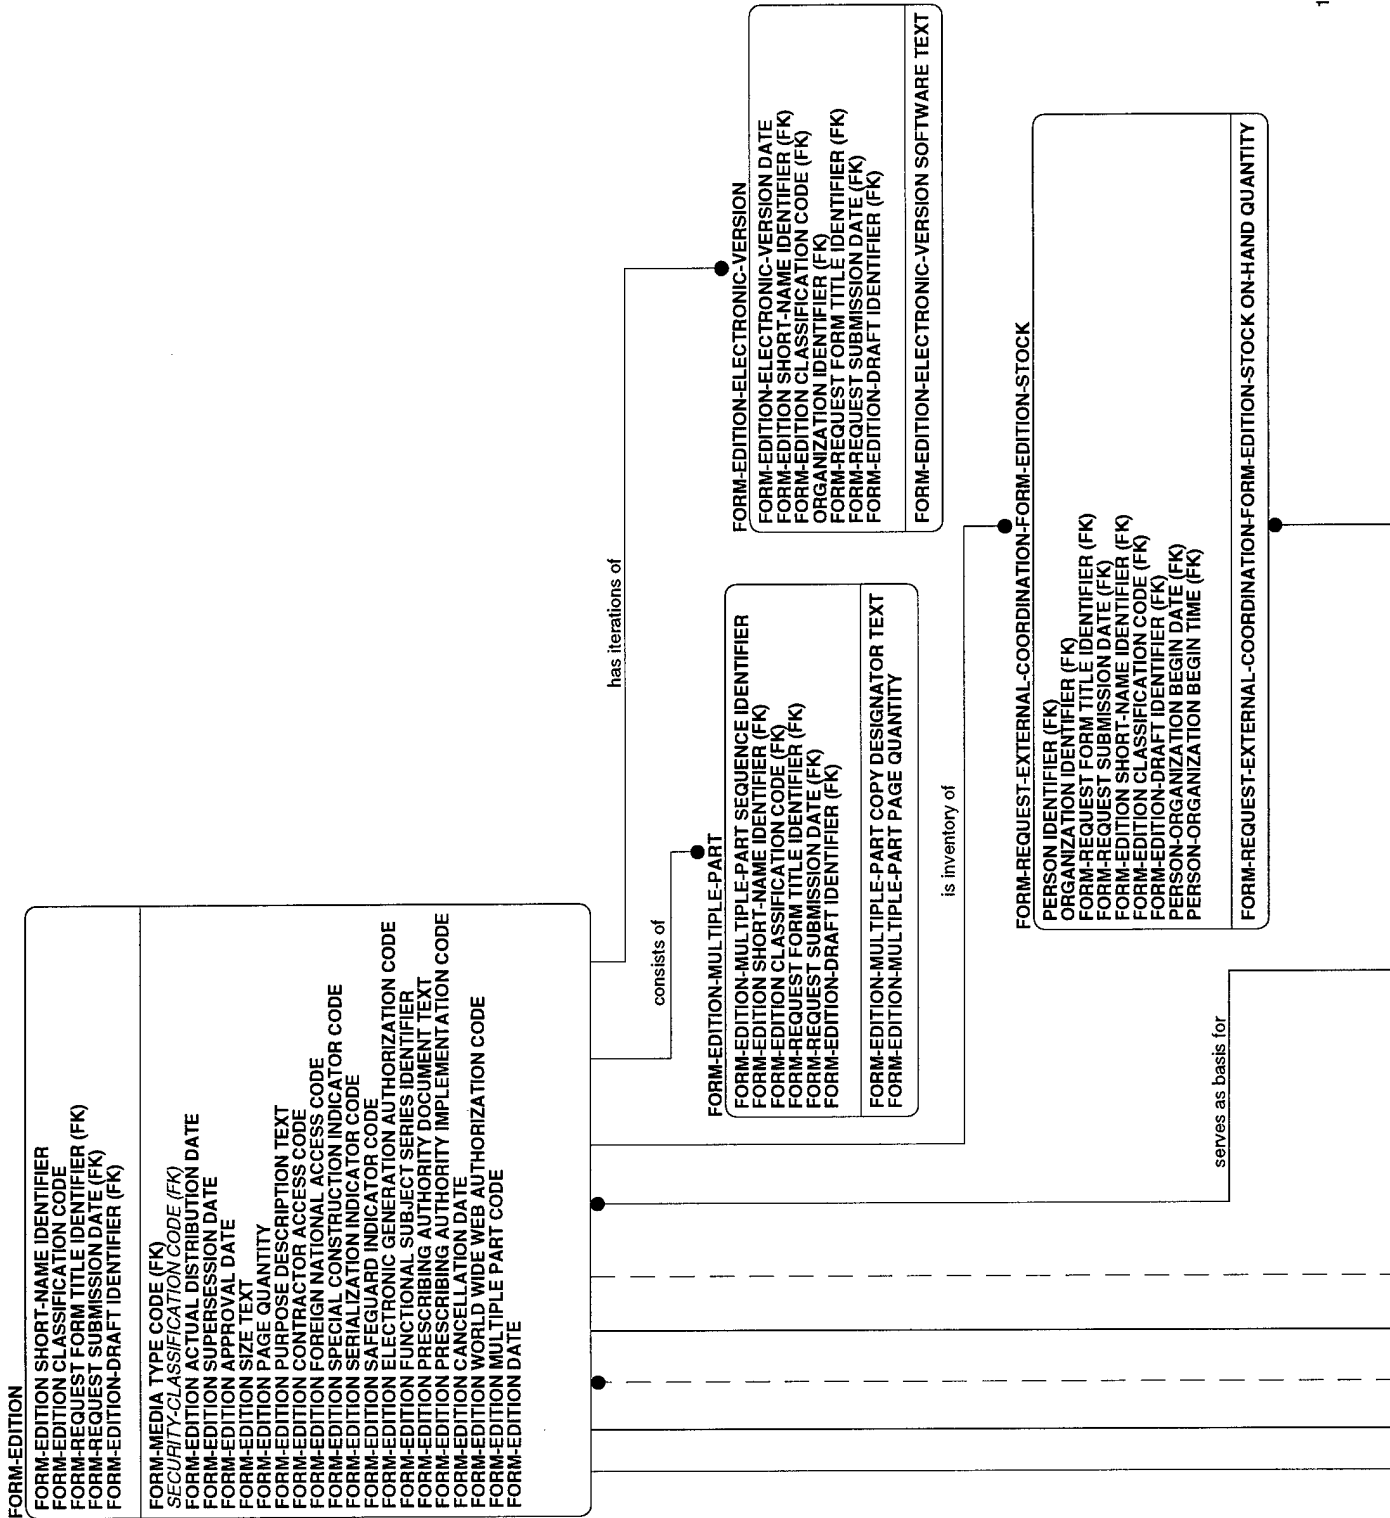 FORM-EDITION
FORM-EDITION SHORT-NAME IDENTIFIER
FORM-EDITION CLASSIFICATION CODE
FORM-REQUEST FORM TITLE IDENTIFIER (FK)
FORM-REQUEST SUBMISSION DATE (FK)
FORM-EDITION-DRAFT IDENTIFIER (FK)
FORM-MEDIA TYPE CODE (FK)
SECURITY-CLASSIFICATION CODE (FK)
FORM-EDITION ACTUAL DISTRIBUTION DATE
FORM-EDITION SUPERSESSION DATE
FORM-EDITION APPROVAL DATE
FORM-EDITION SIZE TEXT
FORM-EDITION PAGE QUANTITY
FORM-EDITION PURPOSE DESCRIPTION TEXT
FORM-EDITION CONTRACTOR ACCESS CODE
FORM-EDITION FOREIGN NATIONAL ACCESS CODE
FORM-EDITION SPECIAL CONSTRUCTION INDICATOR CODE
FORM-EDITION SERIALIZATION INDICATOR CODE
FORM-EDITION SAFEGUARD INDICATOR CODE
FORM-EDITION ELECTRONIC GENERATION AUTHORIZATION CODE
FORM-EDITION FUNCTIONAL SUBJECT SERIES IDENTIFIER
FORM-EDITION PRESCRIBING AUTHORITY DOCUMENT TEXT
FORM-EDITION PRESCRIBING AUTHORITY IMPLEMENTATION CODE
FORM-EDITION CANCELLATION DATE
FORM-EDITION WORLD WIDE WEB AUTHORIZATION CODE
FORM-EDITION MULTIPLE PART CODE
FORM-EDITION DATE
has iterations of
consists of
FORM-EDITION-MULTIPLE-PART
FORM-EDITION-MULTIPLE-PART SEQUENCE IDENTIFIER
FORM-EDITION SHORT-NAME IDENTIFIER (FK)
FORM-EDITION CLASSIFICATION CODE (FK)
FORM-REQUEST FORM TITLE IDENTIFIER (FK)
FORM-REQUEST SUBMISSION DATE (FK)
FORM-EDITION-DRAFT IDENTIFIER (FK)
FORM-EDITION-MULTIPLE-PART COPY DESIGNATOR TEXT
FORM-EDITION-MULTIPLE-PART PAGE QUANTITY
FORM-EDITION-ELECTRONIC-VERSION
FORM-EDITION-ELECTRONIC-VERSION DATE
FORM-EDITION SHORT-NAME IDENTIFIER (FK)
FORM-EDITION CLASSIFICATION CODE (FK)
ORGANIZATION IDENTIFIER (FK)
FORM-REQUEST FORM TITLE IDENTIFIER (FK)
FORM-REQUEST SUBMISSION DATE (FK)
FORM-EDITION-DRAFT IDENTIFIER (FK)
FORM-EDITION-ELECTRONIC-VERSION SOFTWARE TEXT
is inventory of
FORM-REQUEST-EXTERNAL-COORDINATION-FORM-EDITION-STOCK
PERSON IDENTIFIER (FK)
ORGANIZATION IDENTIFIER (FK)
FORM-REQUEST FORM TITLE IDENTIFIER (FK)
FORM-REQUEST SUBMISSION DATE (FK)
FORM-EDITION SHORT-NAME IDENTIFIER (FK)
FORM-EDITION CLASSIFICATION CODE (FK)
FORM-EDITION-DRAFT IDENTIFIER (FK)
PERSON-ORGANIZATION BEGIN DATE (FK)
PERSON-ORGANIZATION BEGIN TIME (FK)
FORM-REQUEST-EXTERNAL-COORDINATION-FORM-EDITION-STOCK ON-HAND QUANTITY
serves as basis for